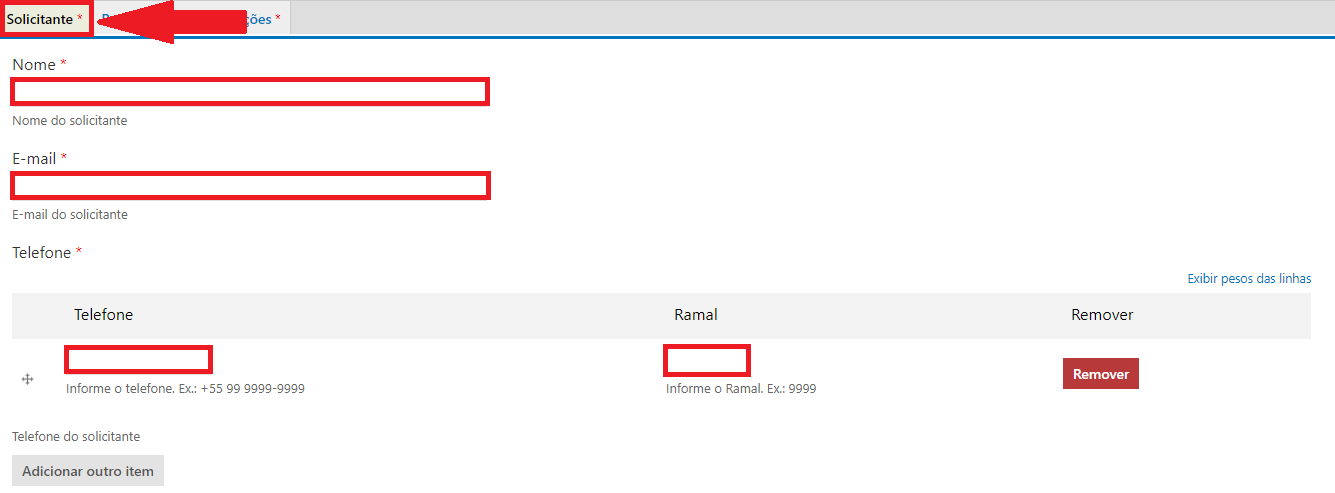 Solicitante * ções *
Nome *
Nome do solicitante
E-mail *
E-mail do solicitante
Telefone *
Exibir pesos das linhas
Telefone Ramal Remover
Informe o telefone. Ex.: +55 99 9999-9999 Informe o Ramal. Ex.: 9999 Remover
Telefone do solicitante
Adicionar outro item